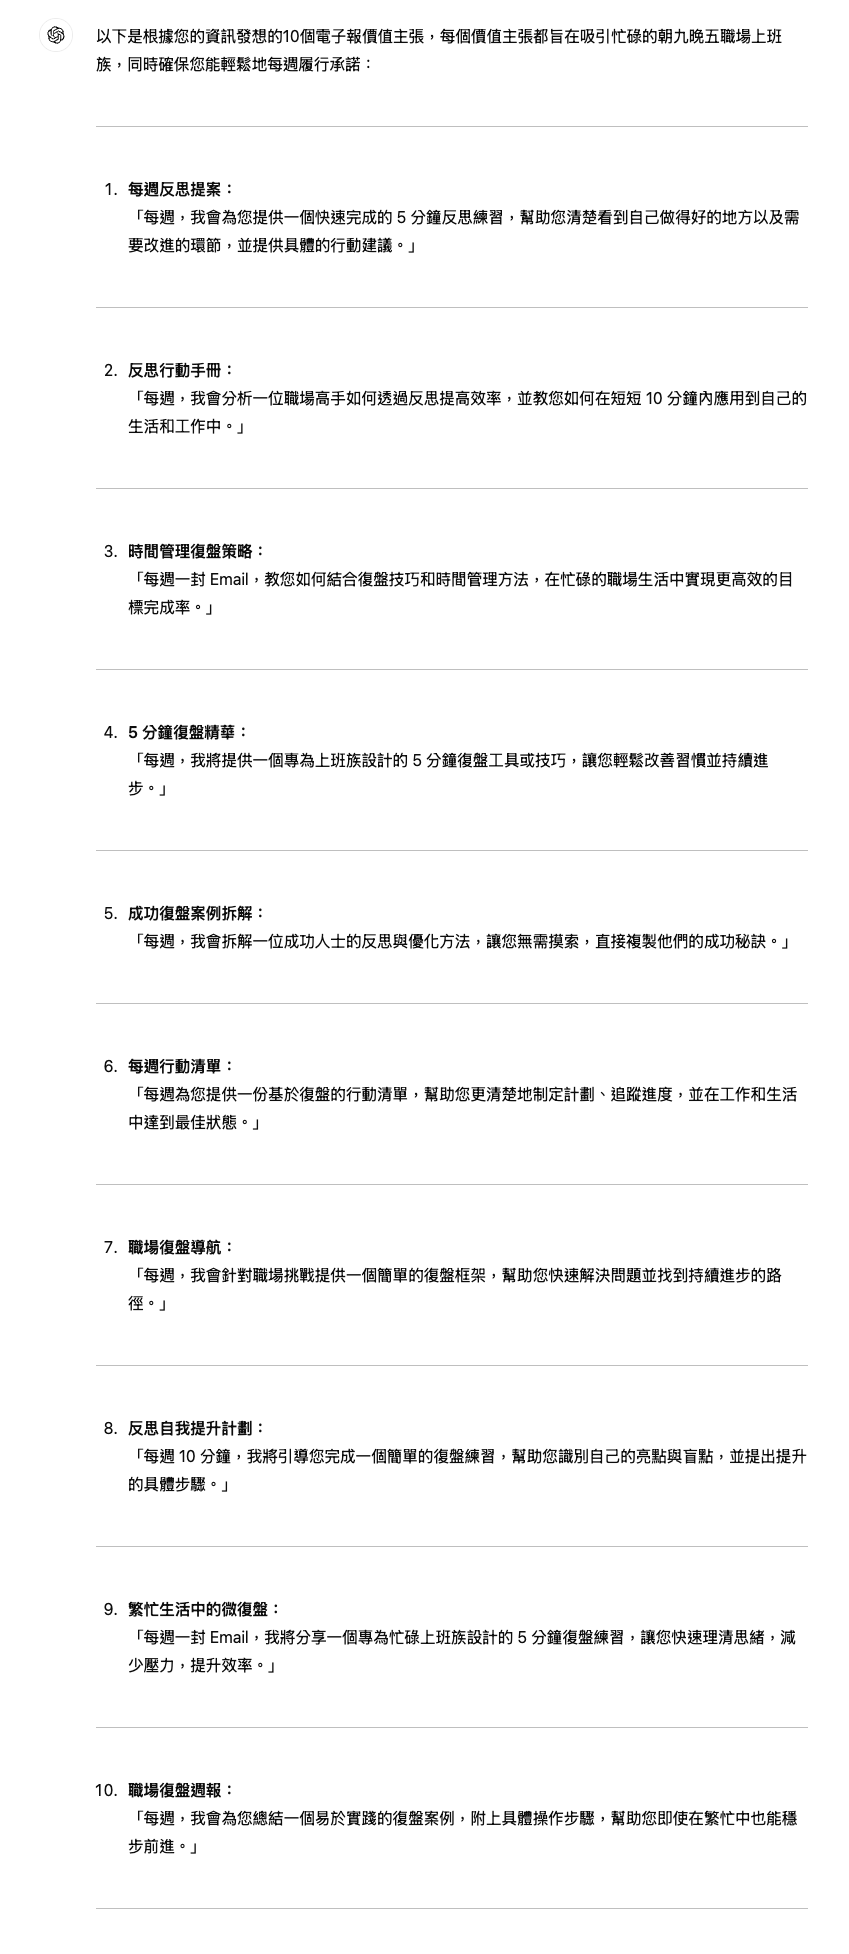 以下是根據您的資訊發想的10個電子報價值主張，每個價值主張都旨在吸引忙碌的朝九晚五職場上班
族，同時確保您能輕鬆地每週履行承諾：
1. 每週反思提案：
「每週，我會為您提供一個快速完成的 5 分鐘反思練習，幫助您清楚看到自己做得好的地方以及需
要改進的環節，並提供具體的行動建議。」
2. 反思行動手冊：
「每週，我會分析一位職場高手如何透過反思提高效率，並教您如何在短短 10 分鐘內應用到自己的
生活和工作中。」
3. 時間管理復盤策略：
「每週一封 Email，教您如何結合復盤技巧和時間管理方法，在忙碌的職場生活中實現更高效的目
標完成率。」
4. 5 分鐘復盤精華：
「每週，我將提供一個專為上班族設計的 5 分鐘復盤工具或技巧，讓您輕鬆改善習慣並持續進
步。」
5. 成功復盤案例拆解：
「每週，我會拆解一位成功人士的反思與優化方法，讓您無需摸索，直接複製他們的成功秘訣。」
6. 每週行動清單：
「每週為您提供一份基於復盤的行動清單，幫助您更清楚地制定計劃、追蹤進度，並在工作和生活
中達到最佳狀態。」
7. 職場復盤導航：
「每週，我會針對職場挑戰提供一個簡單的復盤框架，幫助您快速解決問題並找到持續進步的路
徑。」
8. 反思自我提升計劃：
「每週 10 分鐘，我將引導您完成一個簡單的復盤練習，幫助您識別自己的亮點與盲點，並提出提升
的具體步驟。」
9. 繁忙生活中的微復盤：
「每週一封 Email，我將分享一個專為忙碌上班族設計的 5 分鐘復盤練習，讓您快速理清思緒，減
少壓力，提升效率。」
10. 職場復盤週報：
「每週，我會為您總結一個易於實踐的復盤案例，附上具體操作步驟，幫助您即使在繁忙中也能穩
步前進。」